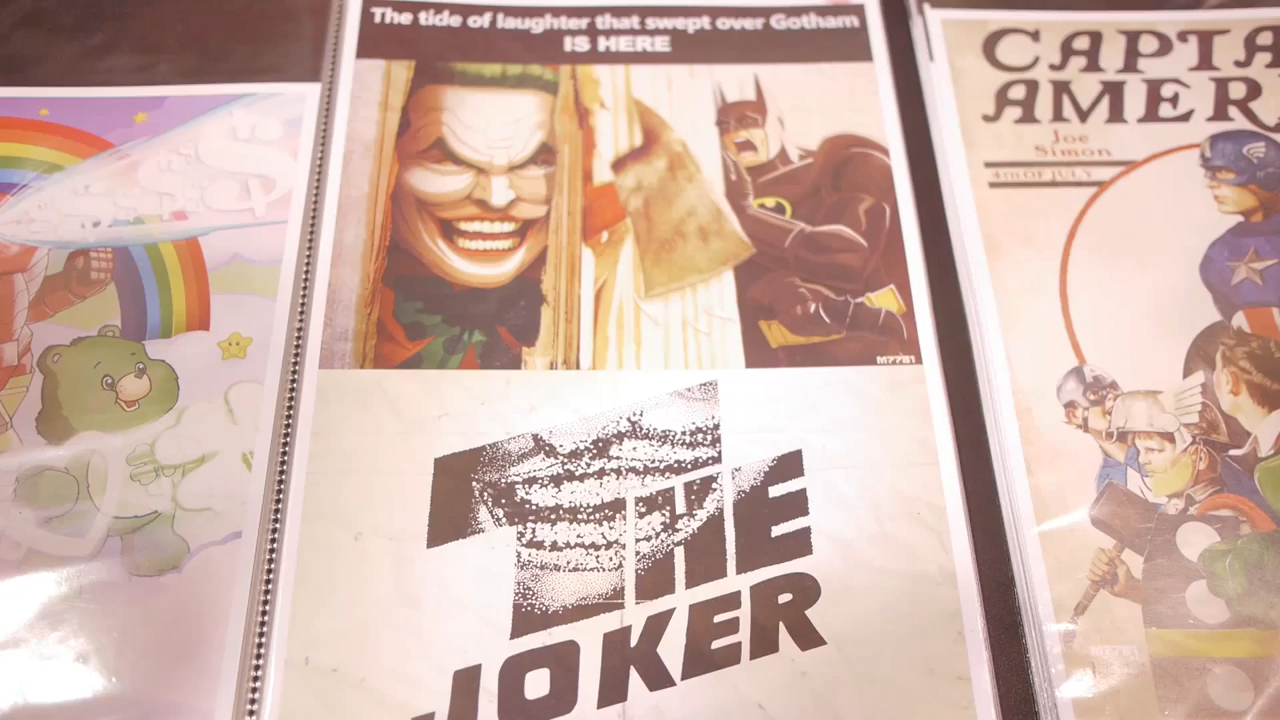 The tide of laughter that swept over Gotham
IS HERE
M7781
THE
JOKER
CAPTA
AMER
Joe
Simon
4TH OF JULY
M7781